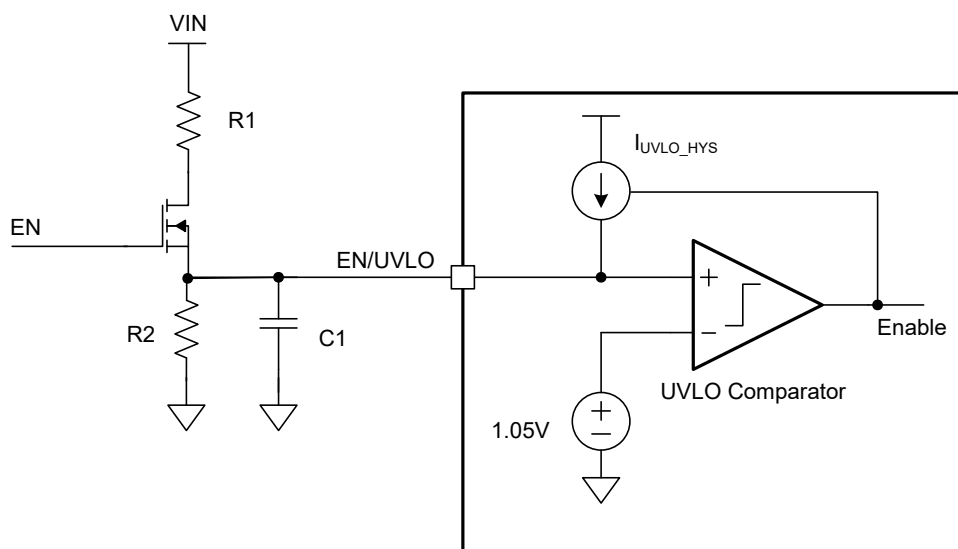 VIN
R1
I_UVLO_HYS
EN
EN/UVLO
+
−
Enable
R2
C1
UVLO Comparator
1.05V
+
−